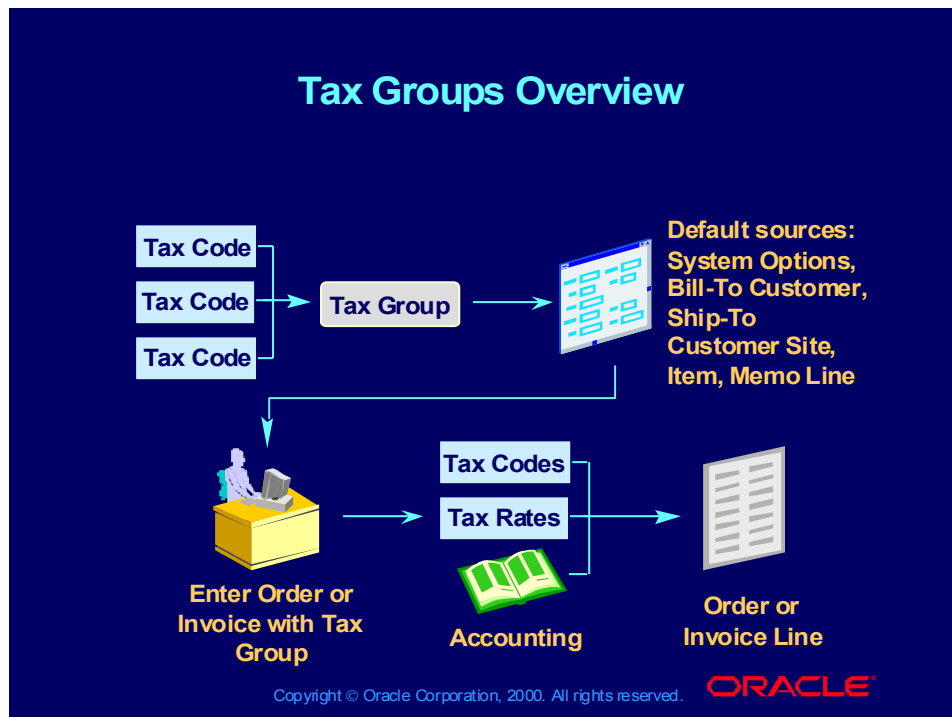 Tax Groups Overview
Tax Code
Tax Code
Tax Code
Tax Group
Default sources:
System Options,
Bill-To Customer,
Ship-To
Customer Site,
Item, Memo Line
Enter Order or
Invoice with Tax
Group
Tax Codes
Tax Rates
Accounting
Order or
Invoice Line
Copyright © Oracle Corporation, 2000. All rights reserved.
ORACLE®